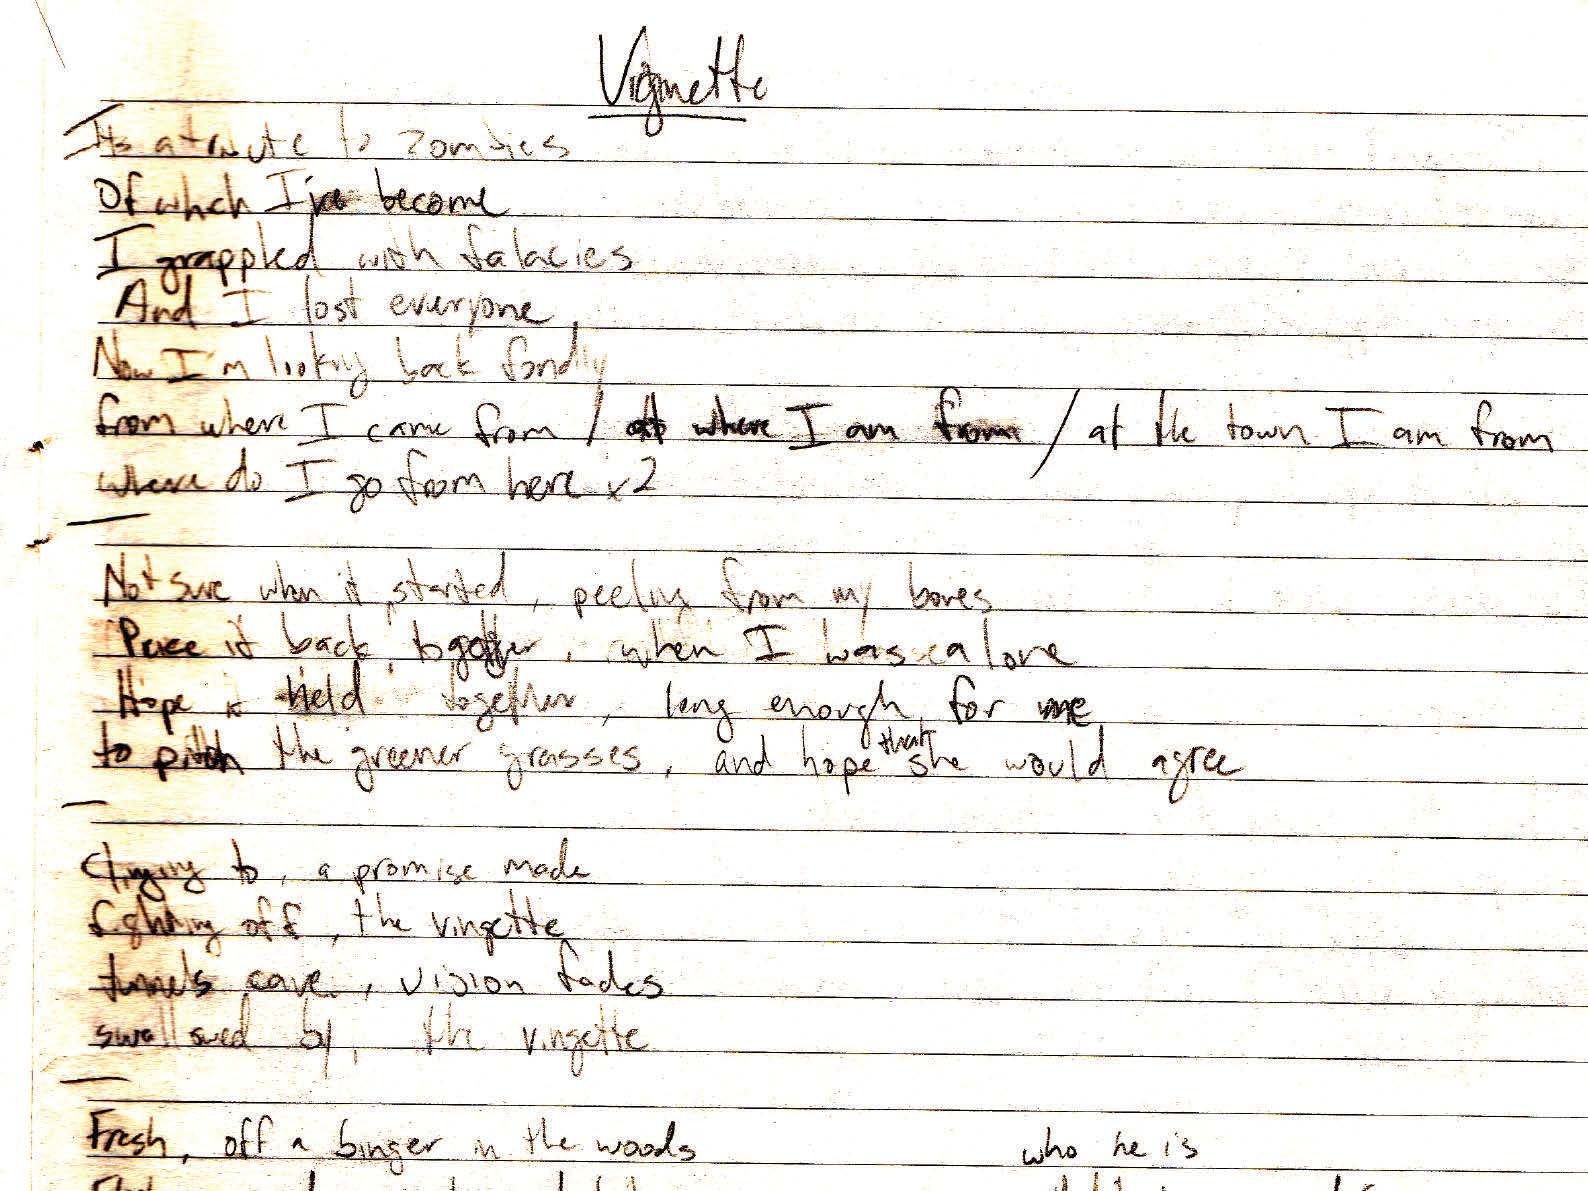 Vignette
Its a tribute to zombies
Of which I've become
I grappled with falacies
And I lost everyone
Now I'm looking back fondly
from where I came from / at where I am from / at the town I am from
where do I go from here x2
Not sure when it started, peeling from my bones
Piece it back together, when I was alone
Hope it held together, long enough for me
to pitch the greener grasses, and hope that she would agree
Clinging to, a promise made
fighting off, the vingette
tunnels cave, vision fades
swallowed by, the vingette
Fresh, off a binger in the woods
who he is